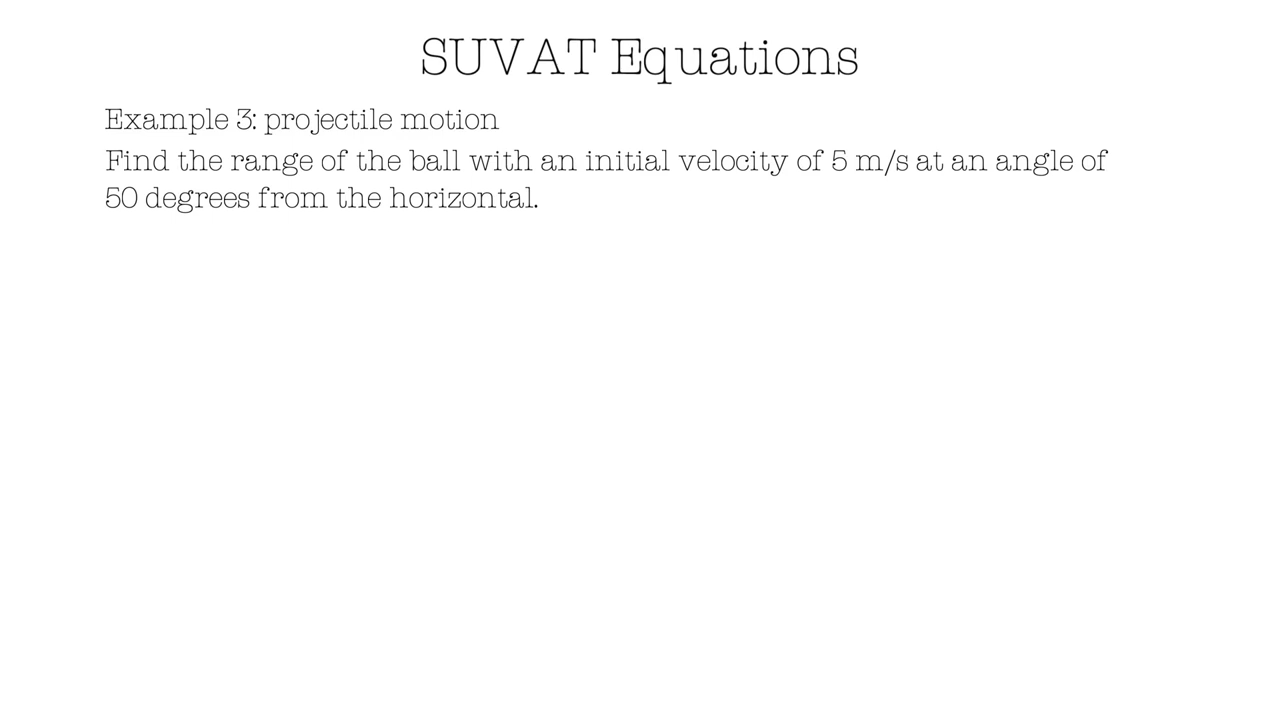 SUVAT Equations
Example 3: projectile motion
Find the range of the ball with an initial velocity of 5 m/s at an angle of
50 degrees from the horizontal.